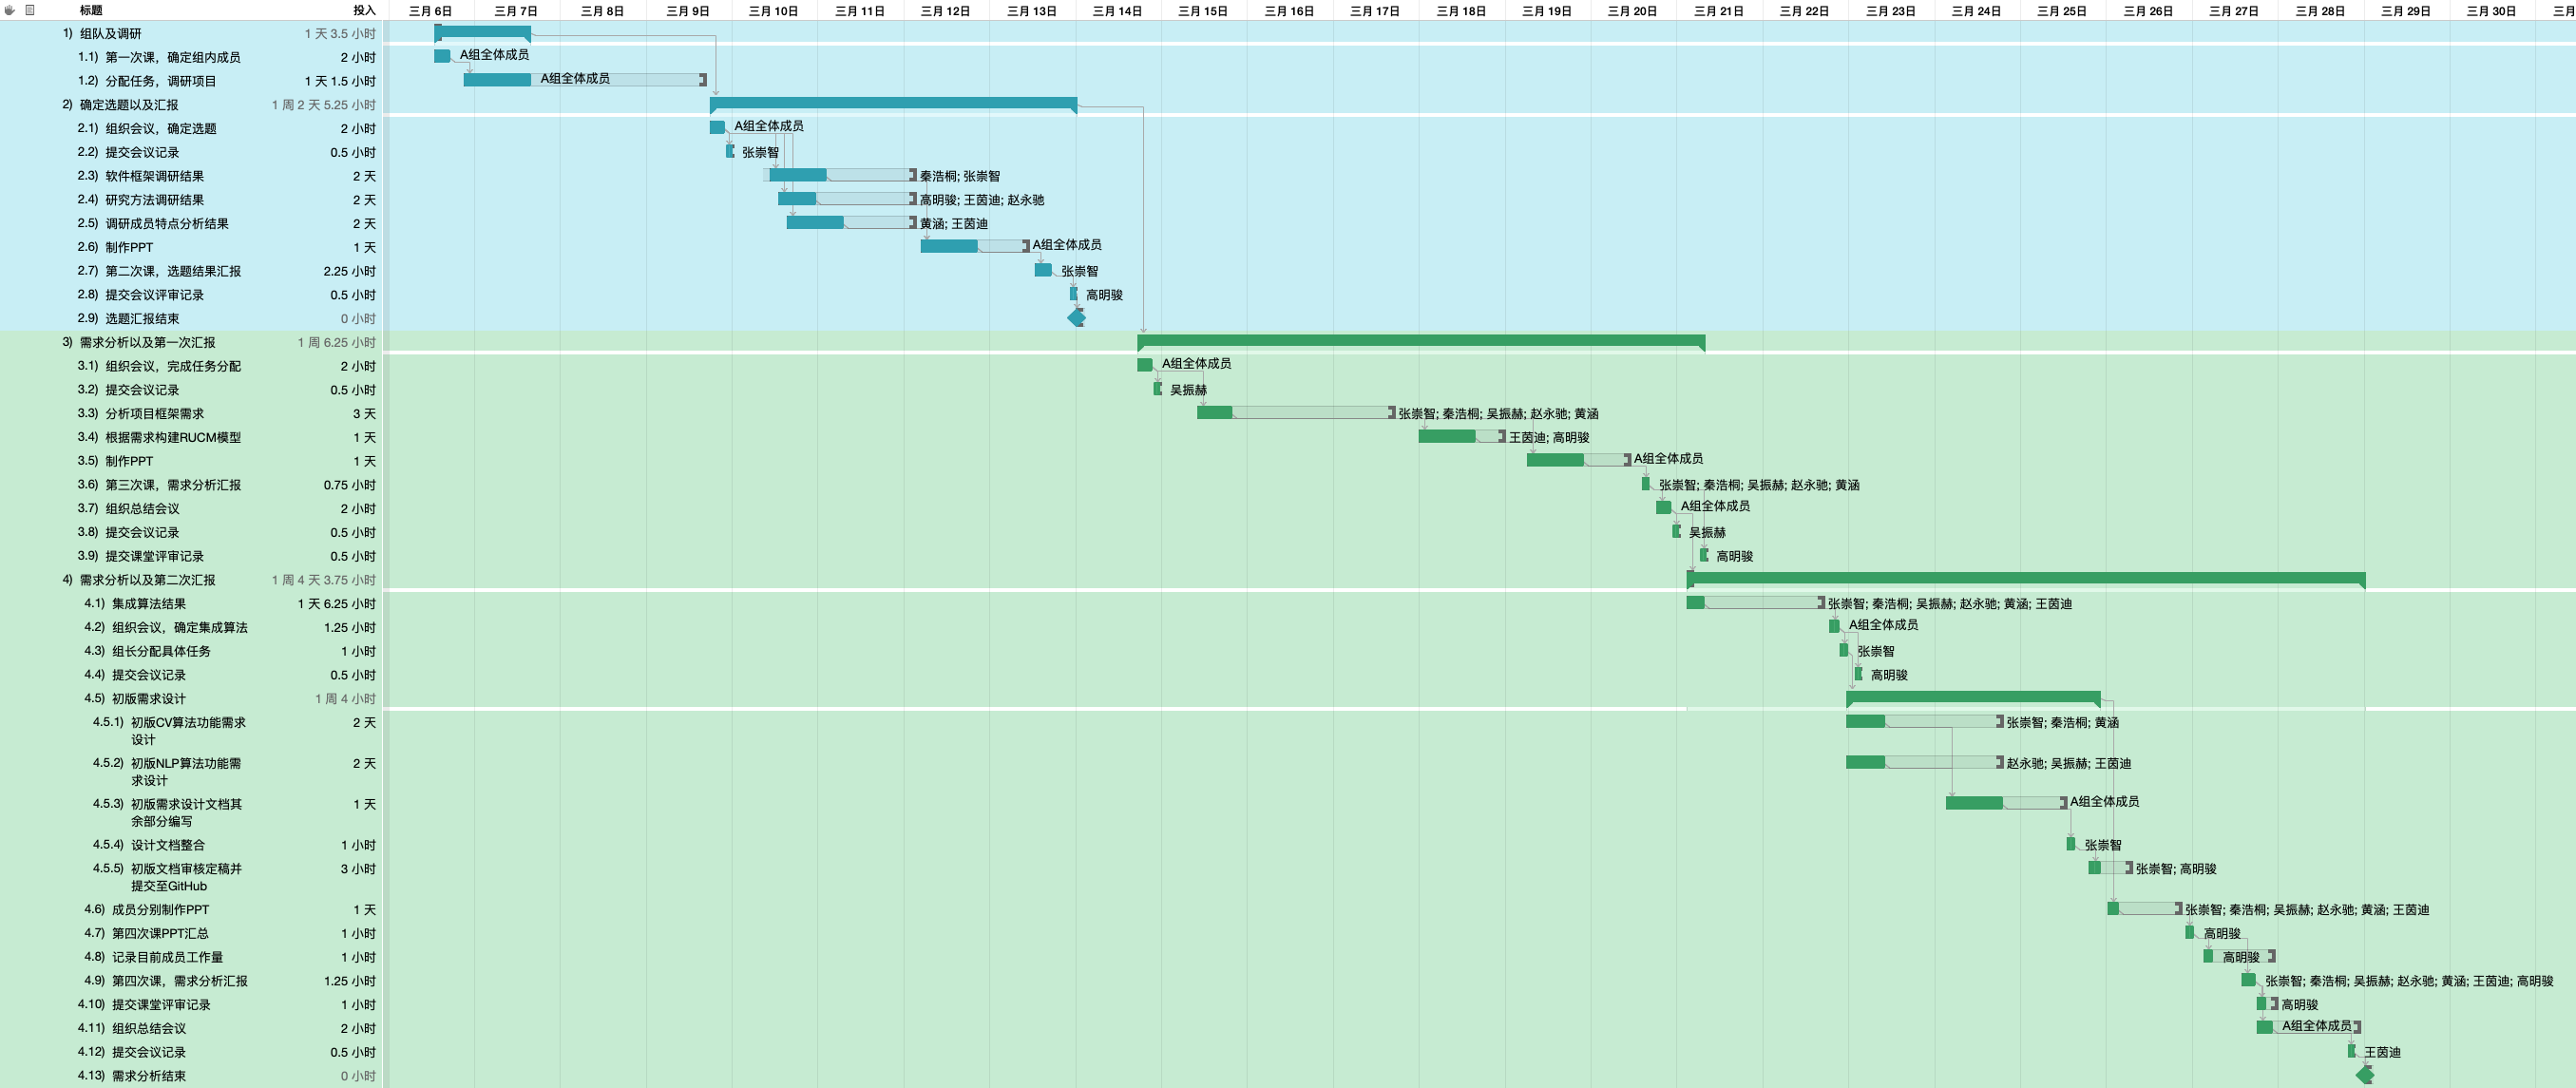 标题 投入 三月 6日 三月 7日 三月 8日 三月 9日 三月 10日 三月 11日 三月 12日 三月 13日 三月 14日 三月 15日 三月 16日 三月 17日 三月 18日 三月 19日 三月 20日 三月 21日 三月 22日 三月 23日 三月 24日 三月 25日 三月 26日 三月 27日 三月 28日 三月 29日 三月 30日 三月
1) 组队及调研 1 天 3.5 小时
1.1) 第一次课，确定组内成员 2 小时 A组全体成员
1.2) 分配任务，调研项目 1 天 1.5 小时 A组全体成员
2) 确定选题以及汇报 1 周 2 天 5.25 小时
2.1) 组织会议，确定选题 2 小时 A组全体成员
2.2) 提交会议记录 0.5 小时 张崇智
2.3) 软件框架调研结果 2 天 秦浩桐; 张崇智
2.4) 研究方法调研结果 2 天 高明骏; 王茵迪; 赵永驰
2.5) 调研成员特点分析结果 2 天 黄涵; 王茵迪
2.6) 制作PPT 1 天 A组全体成员
2.7) 第二次课，选题结果汇报 2.25 小时 张崇智
2.8) 提交会议评审记录 0.5 小时 高明骏
2.9) 选题汇报结束 0 小时
3) 需求分析以及第一次汇报 1 周 6.25 小时
3.1) 组织会议，完成任务分配 2 小时 A组全体成员
3.2) 提交会议记录 0.5 小时 吴振赫
3.3) 分析项目框架需求 3 天 张崇智; 秦浩桐; 吴振赫; 赵永驰; 黄涵
3.4) 根据需求构建RUCM模型 1 天 王茵迪; 高明骏
3.5) 制作PPT 1 天 A组全体成员
3.6) 第三次课，需求分析汇报 0.75 小时 张崇智; 秦浩桐; 吴振赫; 赵永驰; 黄涵
3.7) 组织总结会议 2 小时 A组全体成员
3.8) 提交会议记录 0.5 小时 吴振赫
3.9) 提交课堂评审记录 0.5 小时 高明骏
4) 需求分析以及第二次汇报 1 周 4 天 3.75 小时
4.1) 集成算法结果 1 天 6.25 小时 张崇智; 秦浩桐; 吴振赫; 赵永驰; 黄涵; 王茵迪
4.2) 组织会议，确定集成算法 1.25 小时 A组全体成员
4.3) 组长分配具体任务 1 小时 张崇智
4.4) 提交会议记录 0.5 小时 高明骏
4.5) 初版需求设计 1 周 4 小时
4.5.1) 初版CV算法功能需求 2 天 张崇智; 秦浩桐; 黄涵
设计
4.5.2) 初版NLP算法功能需 2 天 赵永驰; 吴振赫; 王茵迪
求设计
4.5.3) 初版需求设计文档其 1 天 A组全体成员
余部分编写
4.5.4) 设计文档整合 1 小时 张崇智
4.5.5) 初版文档审核定稿并 3 小时 张崇智; 高明骏
提交至GitHub
4.6) 成员分别制作PPT 1 天 张崇智; 秦浩桐; 吴振赫; 赵永驰; 黄涵; 王茵迪
4.7) 第四次课PPT汇总 1 小时 高明骏
4.8) 记录目前成员工作量 1 小时 高明骏
4.9) 第四次课，需求分析汇报 1.25 小时 张崇智; 秦浩桐; 吴振赫; 赵永驰; 黄涵; 王茵迪; 高明骏
4.10) 提交课堂评审记录 1 小时 高明骏
4.11) 组织总结会议 2 小时 A组全体成员
4.12) 提交会议记录 0.5 小时 王茵迪
4.13) 需求分析结束 0 小时